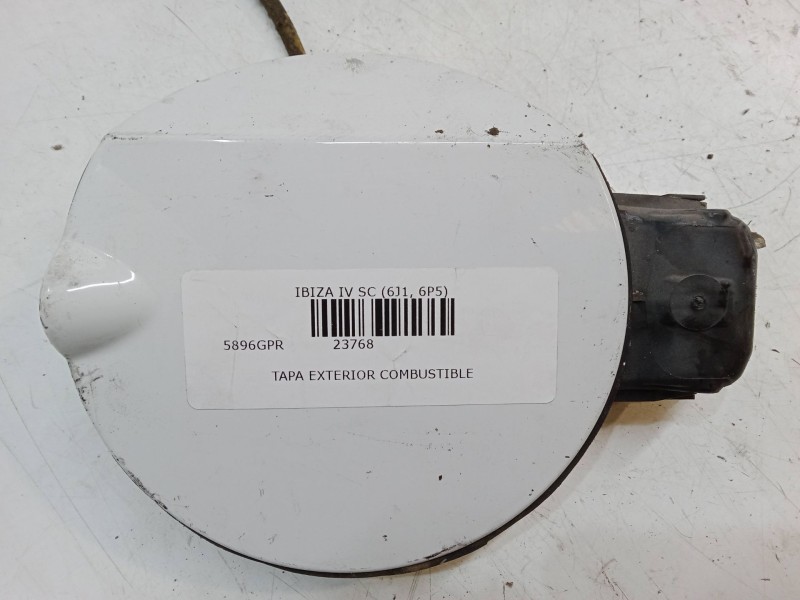 IBIZA IV SC (6J1, 6P5)
5896GPR 23768
TAPA EXTERIOR COMBUSTIBLE